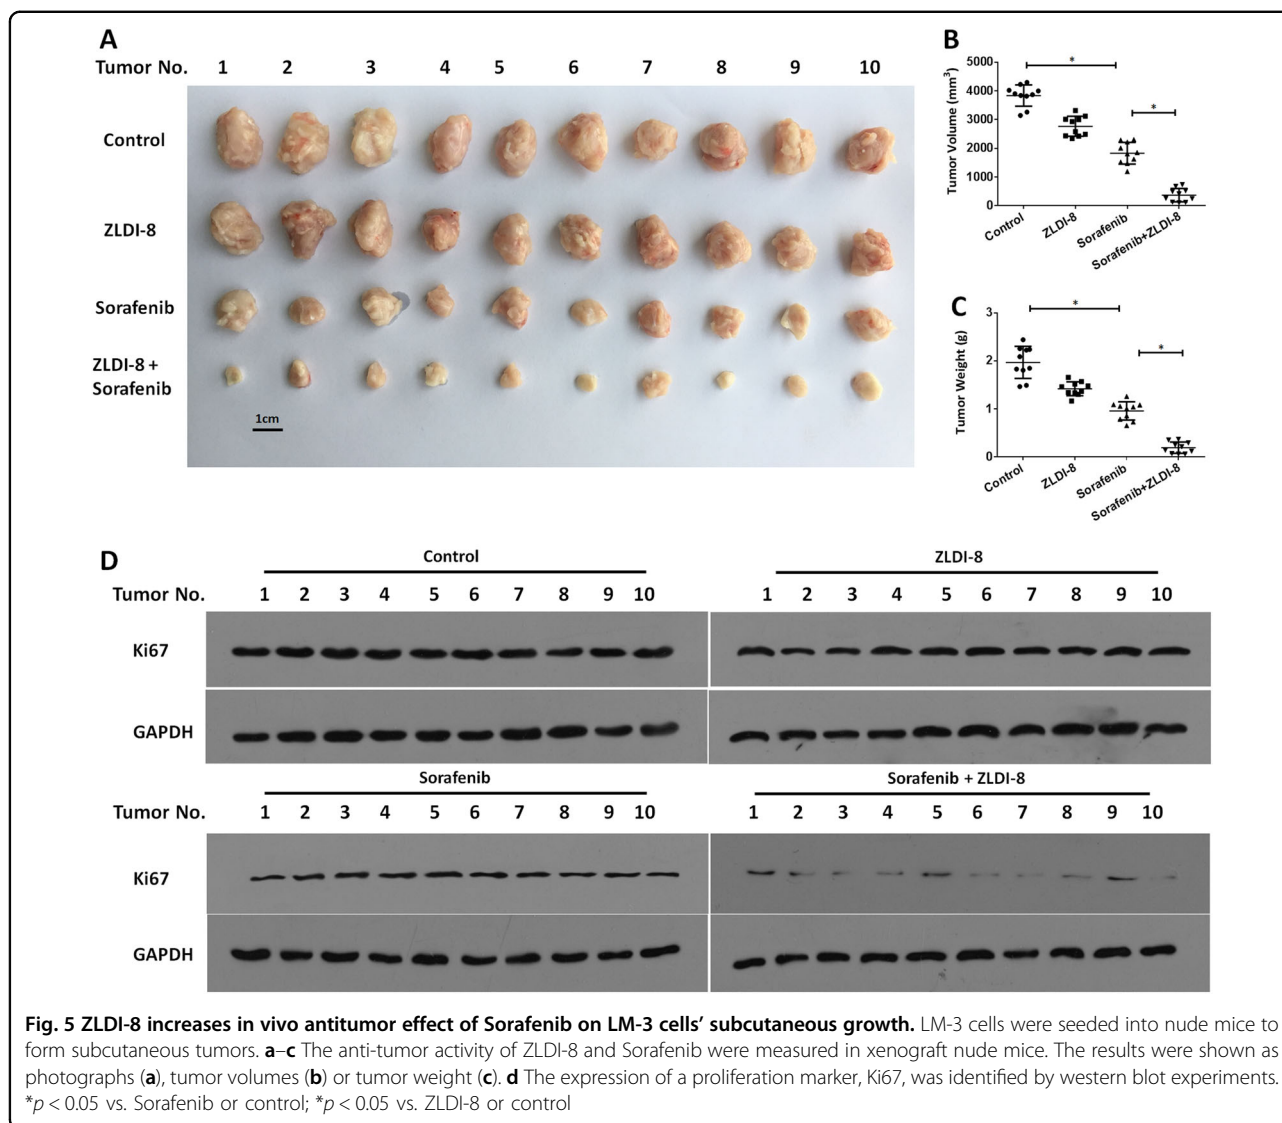 A
Tumor No. 1 2 3 4 5 6 7 8 9 10
Control
ZLDI-8
Sorafenib
ZLDI-8 +
Sorafenib
1cm
B
Tumor Volume (mm³)
5000
4000
3000
2000
1000
0
*
*
Control
ZLDI-8
Sorafenib
Sorafenib+ZLDI-8
C
Tumor Weight (g)
3
2
1
0
*
*
Control
ZLDI-8
Sorafenib
Sorafenib+ZLDI-8
D
Control
ZLDI-8
Tumor No. 1 2 3 4 5 6 7 8 9 10
1 2 3 4 5 6 7 8 9 10
Ki67
GAPDH
Sorafenib
Sorafenib + ZLDI-8
Tumor No. 1 2 3 4 5 6 7 8 9 10
1 2 3 4 5 6 7 8 9 10
Ki67
GAPDH
Fig. 5 ZLDI-8 increases in vivo antitumor effect of Sorafenib on LM-3 cells' subcutaneous growth. LM-3 cells were seeded into nude mice to
form subcutaneous tumors. a–c The anti-tumor activity of ZLDI-8 and Sorafenib were measured in xenograft nude mice. The results were shown as
photographs (a), tumor volumes (b) or tumor weight (c). d The expression of a proliferation marker, Ki67, was identified by western blot experiments.
*p < 0.05 vs. Sorafenib or control; *p < 0.05 vs. ZLDI-8 or control